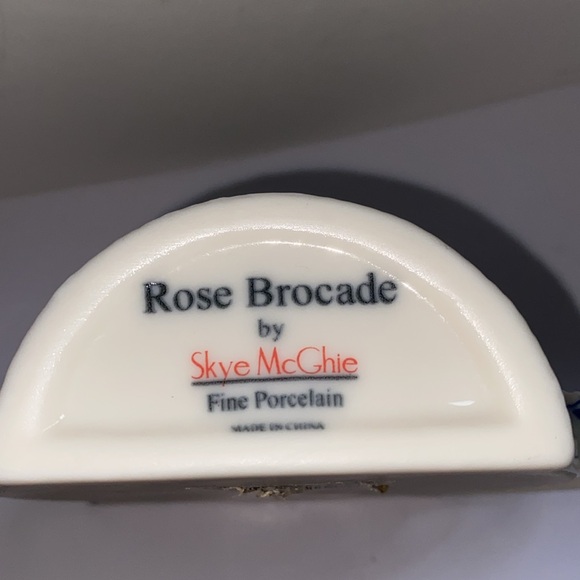 Rose Brocade
by
Skye McGhie
Fine Porcelain
MADE IN CHINA